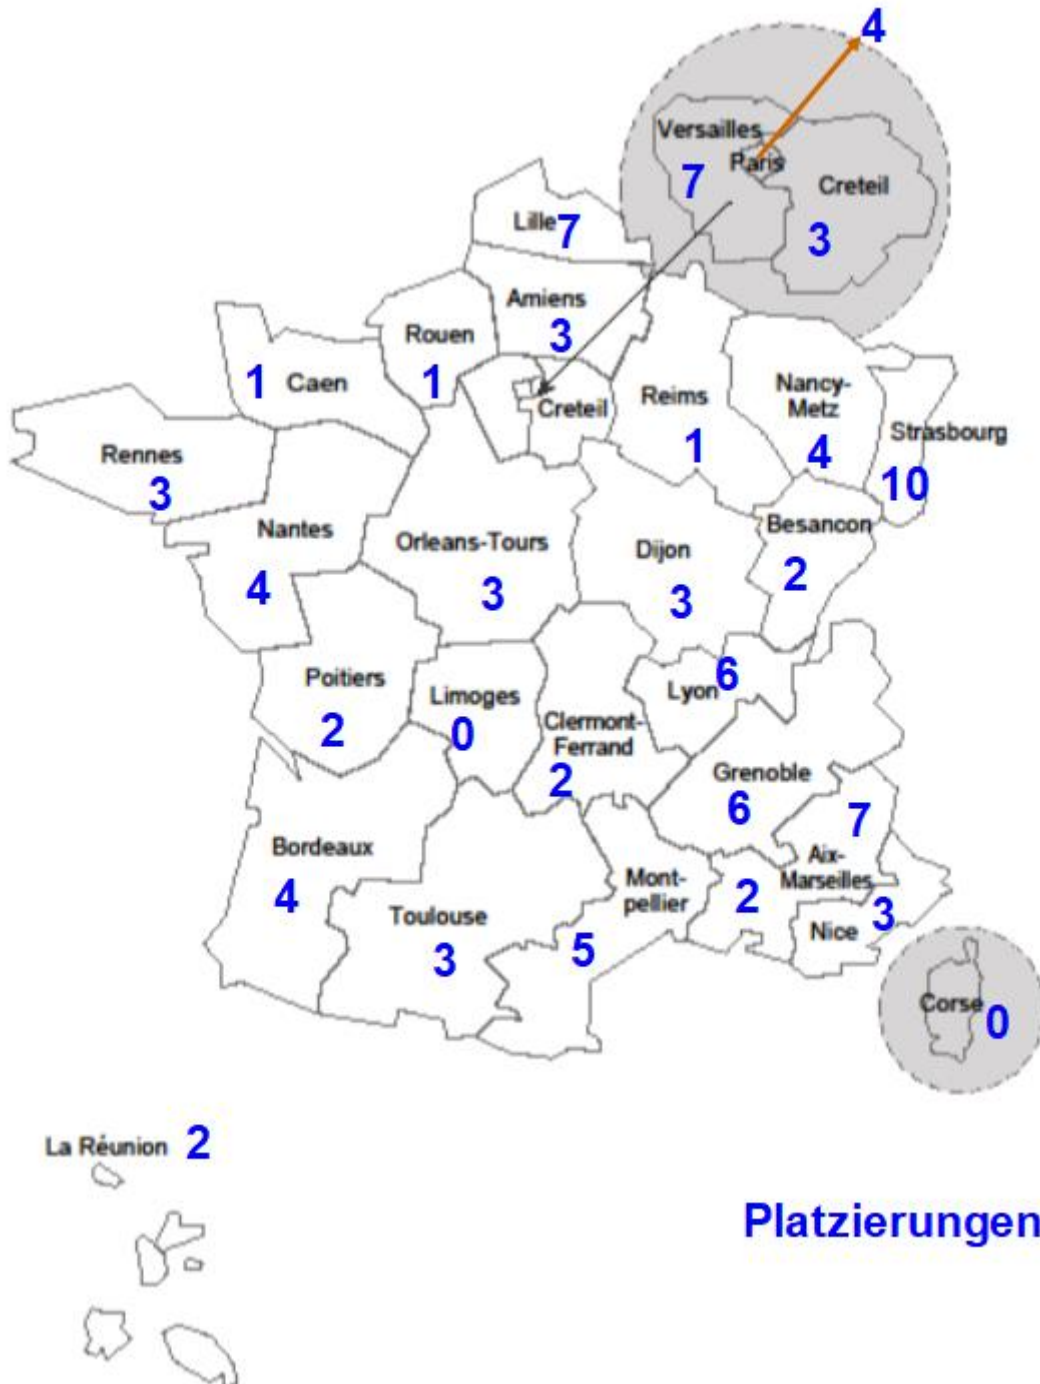 4
Versailles
Paris
7
Creteil
3
Lille 7
Amiens
3
Rouen
1
1 Caen
Creteil
Reims
1
Nancy-
Metz
4
Strasbourg
10
Rennes
3
Nantes
4
Orleans-Tours
3
Dijon
3
Besancon
2
Poitiers
2
Limoges
0
Clermont-
Ferrand
2
Lyon 6
Grenoble
6
7
Aix-
Marseilles
2
Bordeaux
4
Toulouse
3
Mont-
pellier
5
Nice 3
Corse 0
La Réunion 2
Platzierungen